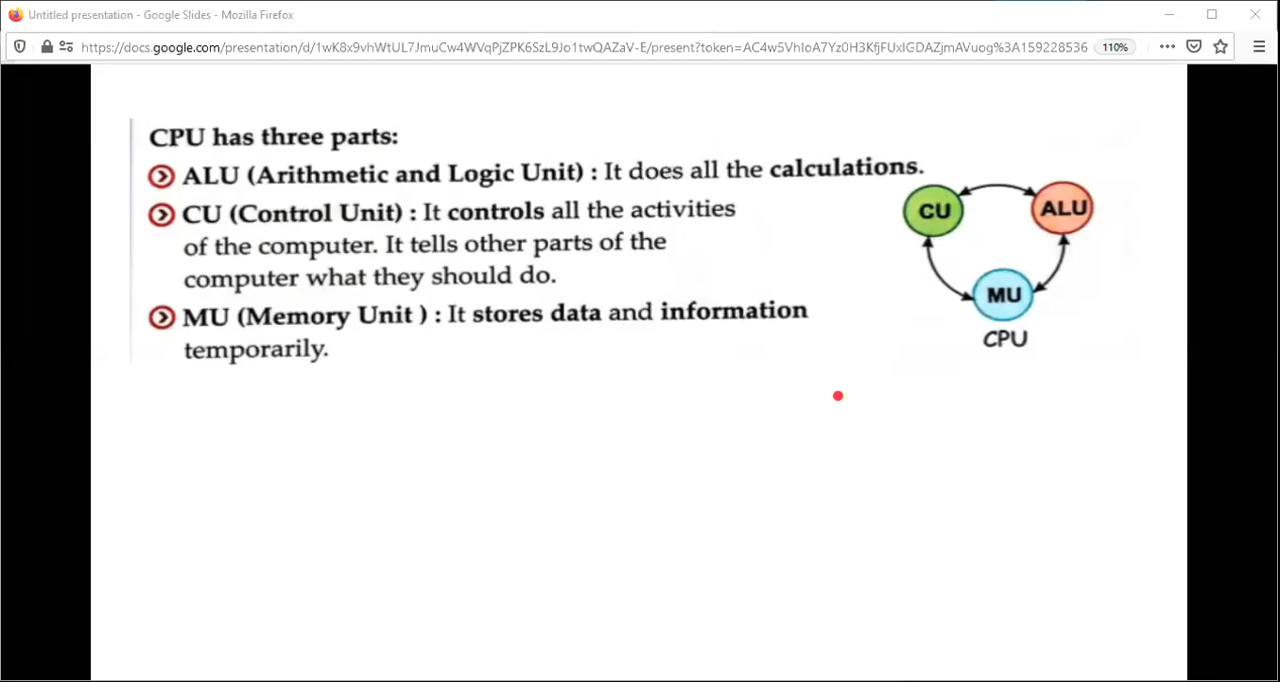 Untitled presentation - Google Slides - Mozilla Firefox
https://docs.google.com/presentation/d/1wK8x9vhWtUL7JmuCw4WVqPjZPK6SzL9Jo1twQAZaV-E/present?token=AC4w5VhIoA7Yz0H3KfjFUxIGDAZjmAVuog%3A159228536
110%
CPU has three parts:
ALU (Arithmetic and Logic Unit) : It does all the calculations.
CU (Control Unit) : It controls all the activities
of the computer. It tells other parts of the
computer what they should do.
MU (Memory Unit ) : It stores data and information
temporarily.
CU
ALU
MU
CPU